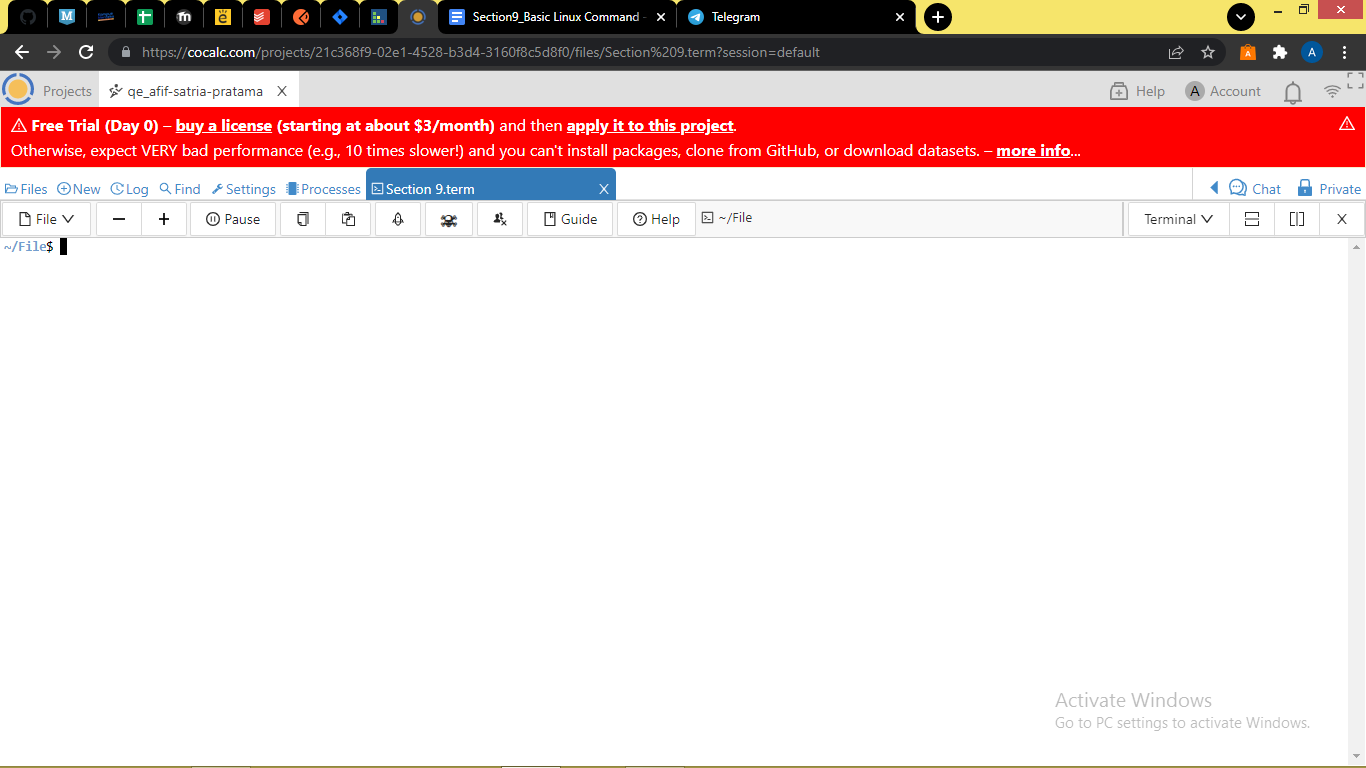 Section9_Basic Linux Command -
Telegram
https://cocalc.com/projects/21c368f9-02e1-4528-b3d4-3160f8c5d8f0/files/Section%209.term?session=default
A
Projects
qe_afif-satria-pratama
Help
A Account
Free Trial (Day 0) – buy a license (starting at about $3/month) and then apply it to this project.
Otherwise, expect VERY bad performance (e.g., 10 times slower!) and you can't install packages, clone from GitHub, or download datasets. – more info...
Files New Log Find Settings Processes Section 9.term Chat Private
File Pause Guide Help ~/File Terminal
~/File$
Activate Windows
Go to PC settings to activate Windows.